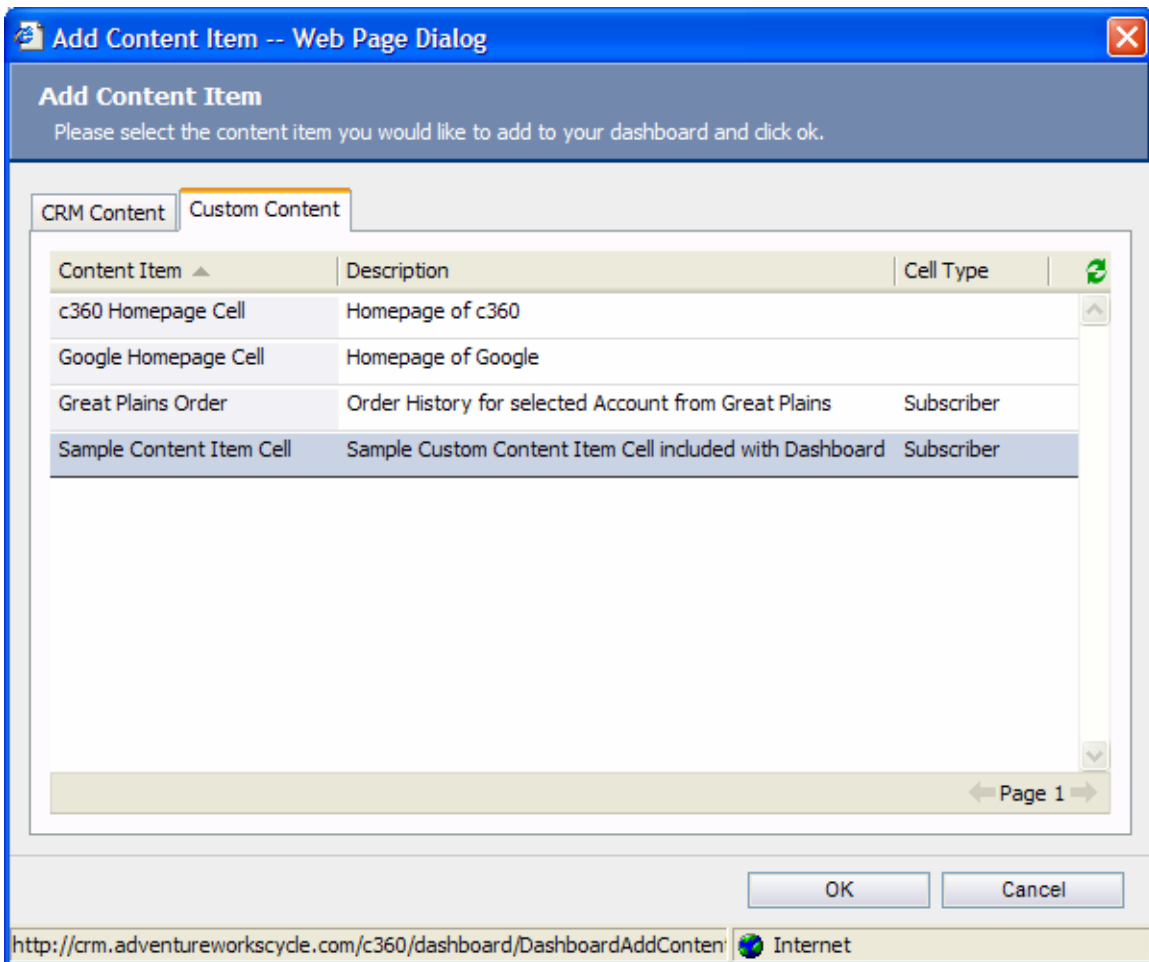 Add Content Item -- Web Page Dialog
Add Content Item
Please select the content item you would like to add to your dashboard and click ok.
CRM Content Custom Content
Content Item Description Cell Type
c360 Homepage Cell Homepage of c360
Google Homepage Cell Homepage of Google
Great Plains Order Order History for selected Account from Great Plains Subscriber
Sample Content Item Cell Sample Custom Content Item Cell included with Dashboard Subscriber
Page 1
OK Cancel
http://crm.adventureworkscycle.com/c360/dashboard/DashboardAddConten Internet